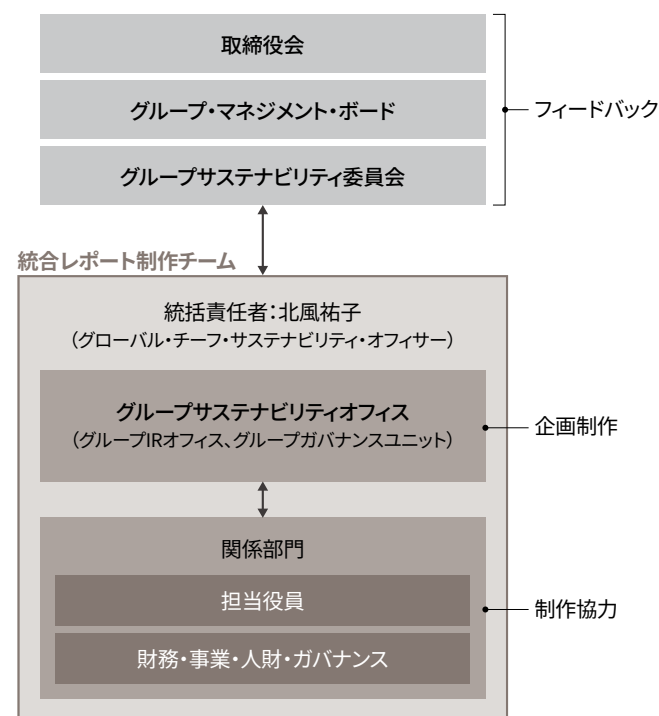 取締役会
グループ・マネジメント・ボード
フィードバック
グループサステナビリティ委員会
統合レポート制作チーム
統括責任者：北風祐子
（グローバル・チーフ・サステナビリティ・オフィサー）
グループサステナビリティオフィス
（グループIRオフィス、グループガバナンスユニット）
企画制作
関係部門
担当役員
制作協力
財務・事業・人財・ガバナンス